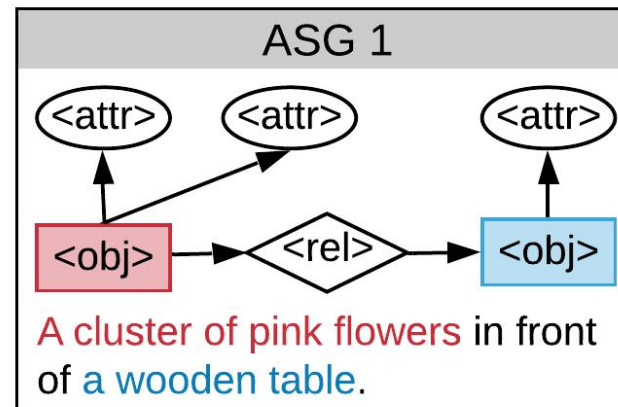 ASG 1
<attr> <attr> <attr>
<obj> <rel> <obj>
A cluster of pink flowers in front
of a wooden table.